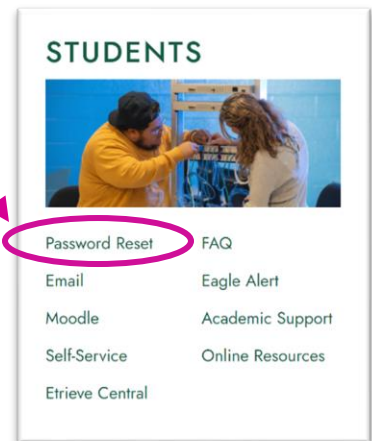 STUDENTS
Password Reset
FAQ
Email
Eagle Alert
Moodle
Academic Support
Self-Service
Online Resources
Etrieve Central